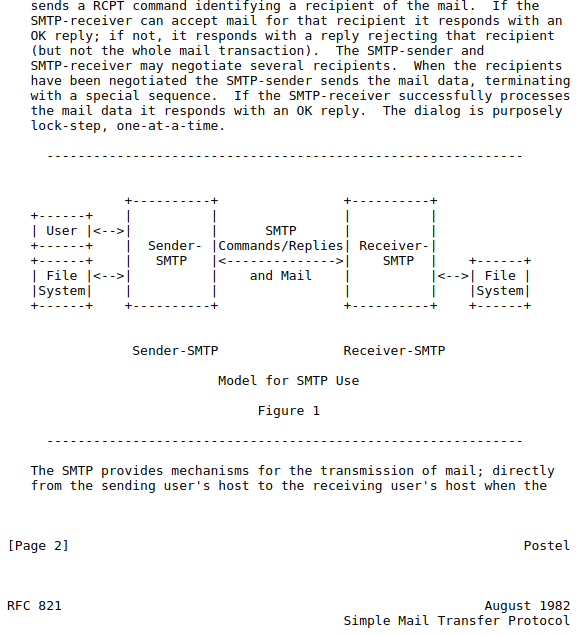 sends a RCPT command identifying a recipient of the mail.  If the
SMTP-receiver can accept mail for that recipient it responds with an
OK reply; if not, it responds with a reply rejecting that recipient
(but not the whole mail transaction).  The SMTP-sender and
SMTP-receiver may negotiate several recipients.  When the recipients
have been negotiated the SMTP-sender sends the mail data, terminating
with a special sequence.  If the SMTP-receiver successfully processes
the mail data it responds with an OK reply.  The dialog is purposely
lock-step, one-at-a-time.

  -------------------------------------------------------------


            +----------+                +----------+
+------+    |          |                |          |
| User |<-->|          |      SMTP      |          |
+------+    |  Sender- |Commands/Replies| Receiver-|
+------+    |   SMTP   |<-------------->|    SMTP  |    +------+
| File |<-->|          |    and Mail    |          |<-->| File |
|System|    |          |                |          |    |System|
+------+    +----------+                +----------+    +------+


             Sender-SMTP                Receiver-SMTP

                        Model for SMTP Use

                             Figure 1

  -------------------------------------------------------------

The SMTP provides mechanisms for the transmission of mail; directly
from the sending user's host to the receiving user's host when the

[Page 2]                                                          Postel

RFC 821                                                      August 1982
                                           Simple Mail Transfer Protocol